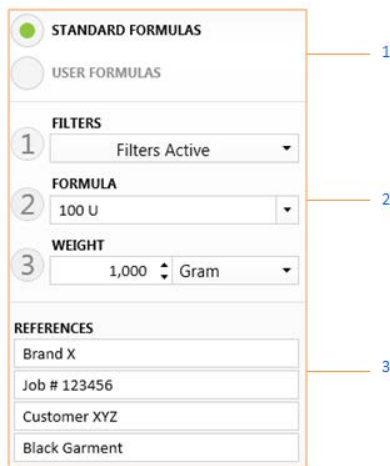 STANDARD FORMULAS
1
USER FORMULAS
FILTERS
1 Filters Active
FORMULA
2 100 U
2
WEIGHT
3 1,000 Gram
REFERENCES
Brand X
3
Job # 123456
Customer XYZ
Black Garment